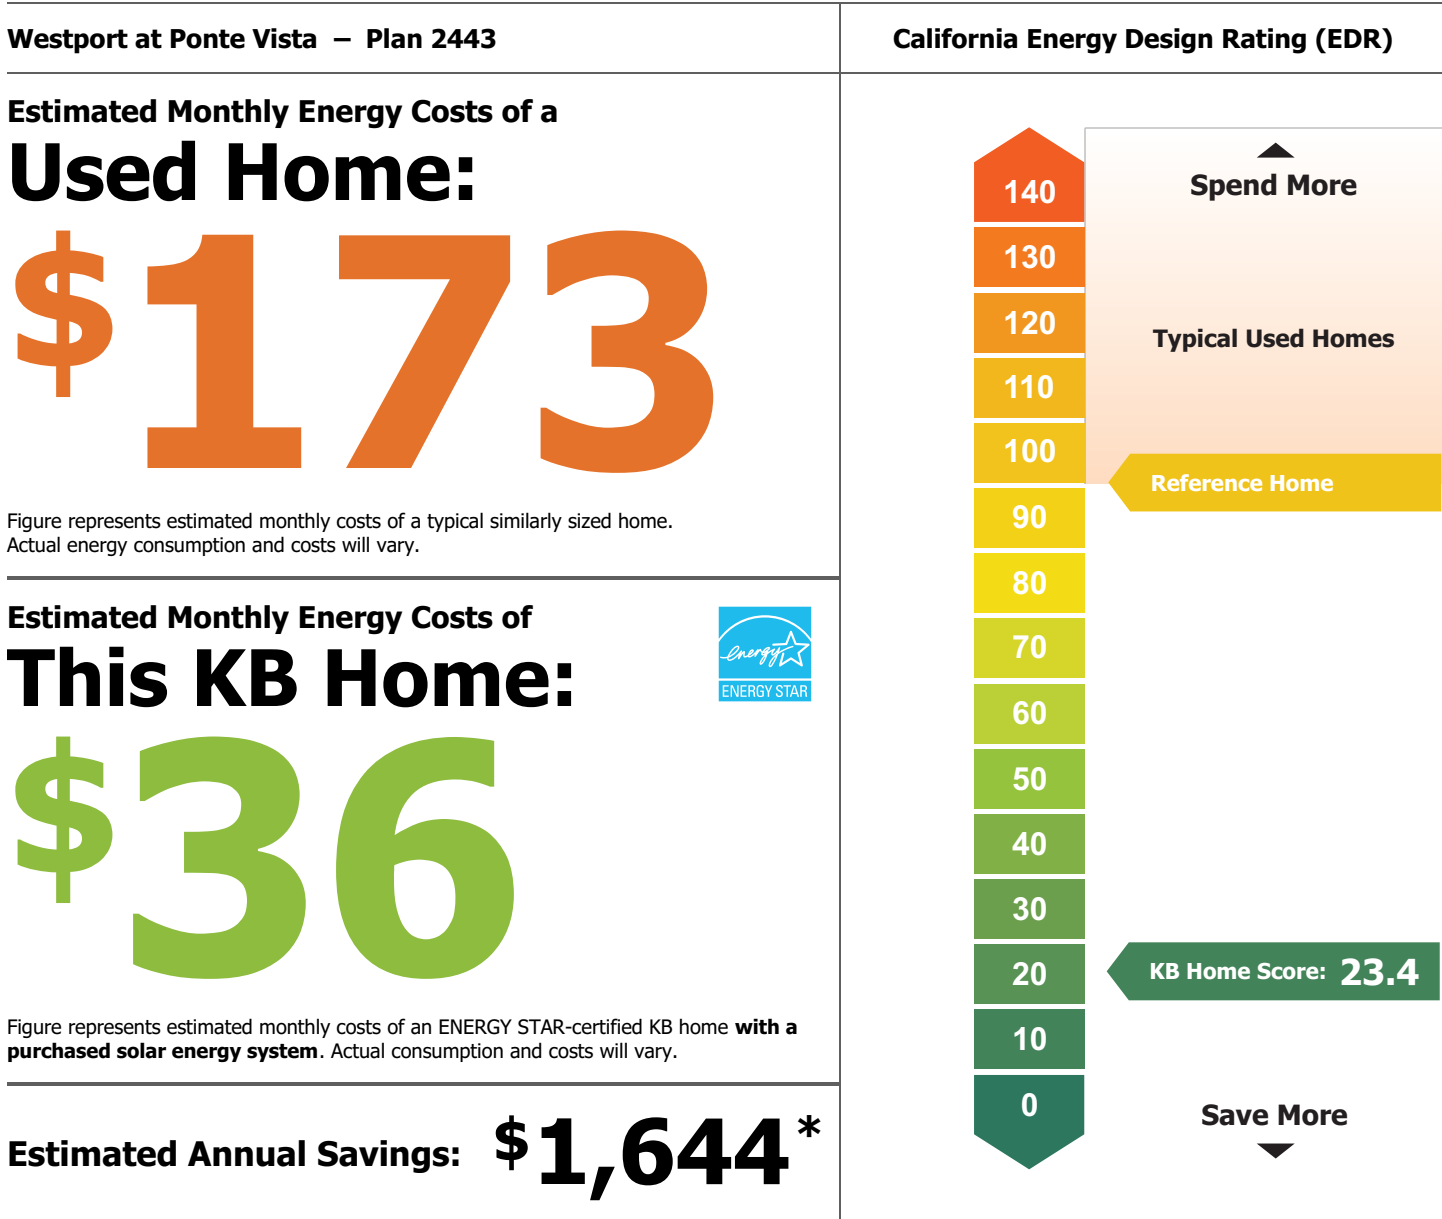 Westport at Ponte Vista – Plan 2443
Estimated Monthly Energy Costs of a
Used Home:
$173
Figure represents estimated monthly costs of a typical similarly sized home.
Actual energy consumption and costs will vary.
Estimated Monthly Energy Costs of
This KB Home:
energy
ENERGY STAR
$36
Figure represents estimated monthly costs of an ENERGY STAR-certified KB home with a
purchased solar energy system. Actual consumption and costs will vary.
Estimated Annual Savings: $1,644*
California Energy Design Rating (EDR)
140
Spend More
130
120
Typical Used Homes
110
100
Reference Home
90
80
70
60
50
40
30
20
KB Home Score: 23.4
10
0
Save More